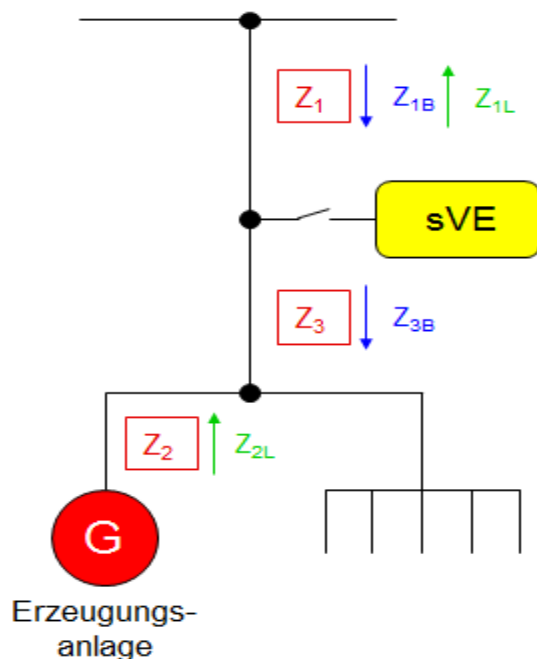 Z1 Z1B Z1L
sVE
Z3 Z3B
Z2 Z2L
G
Erzeugungs-
anlage